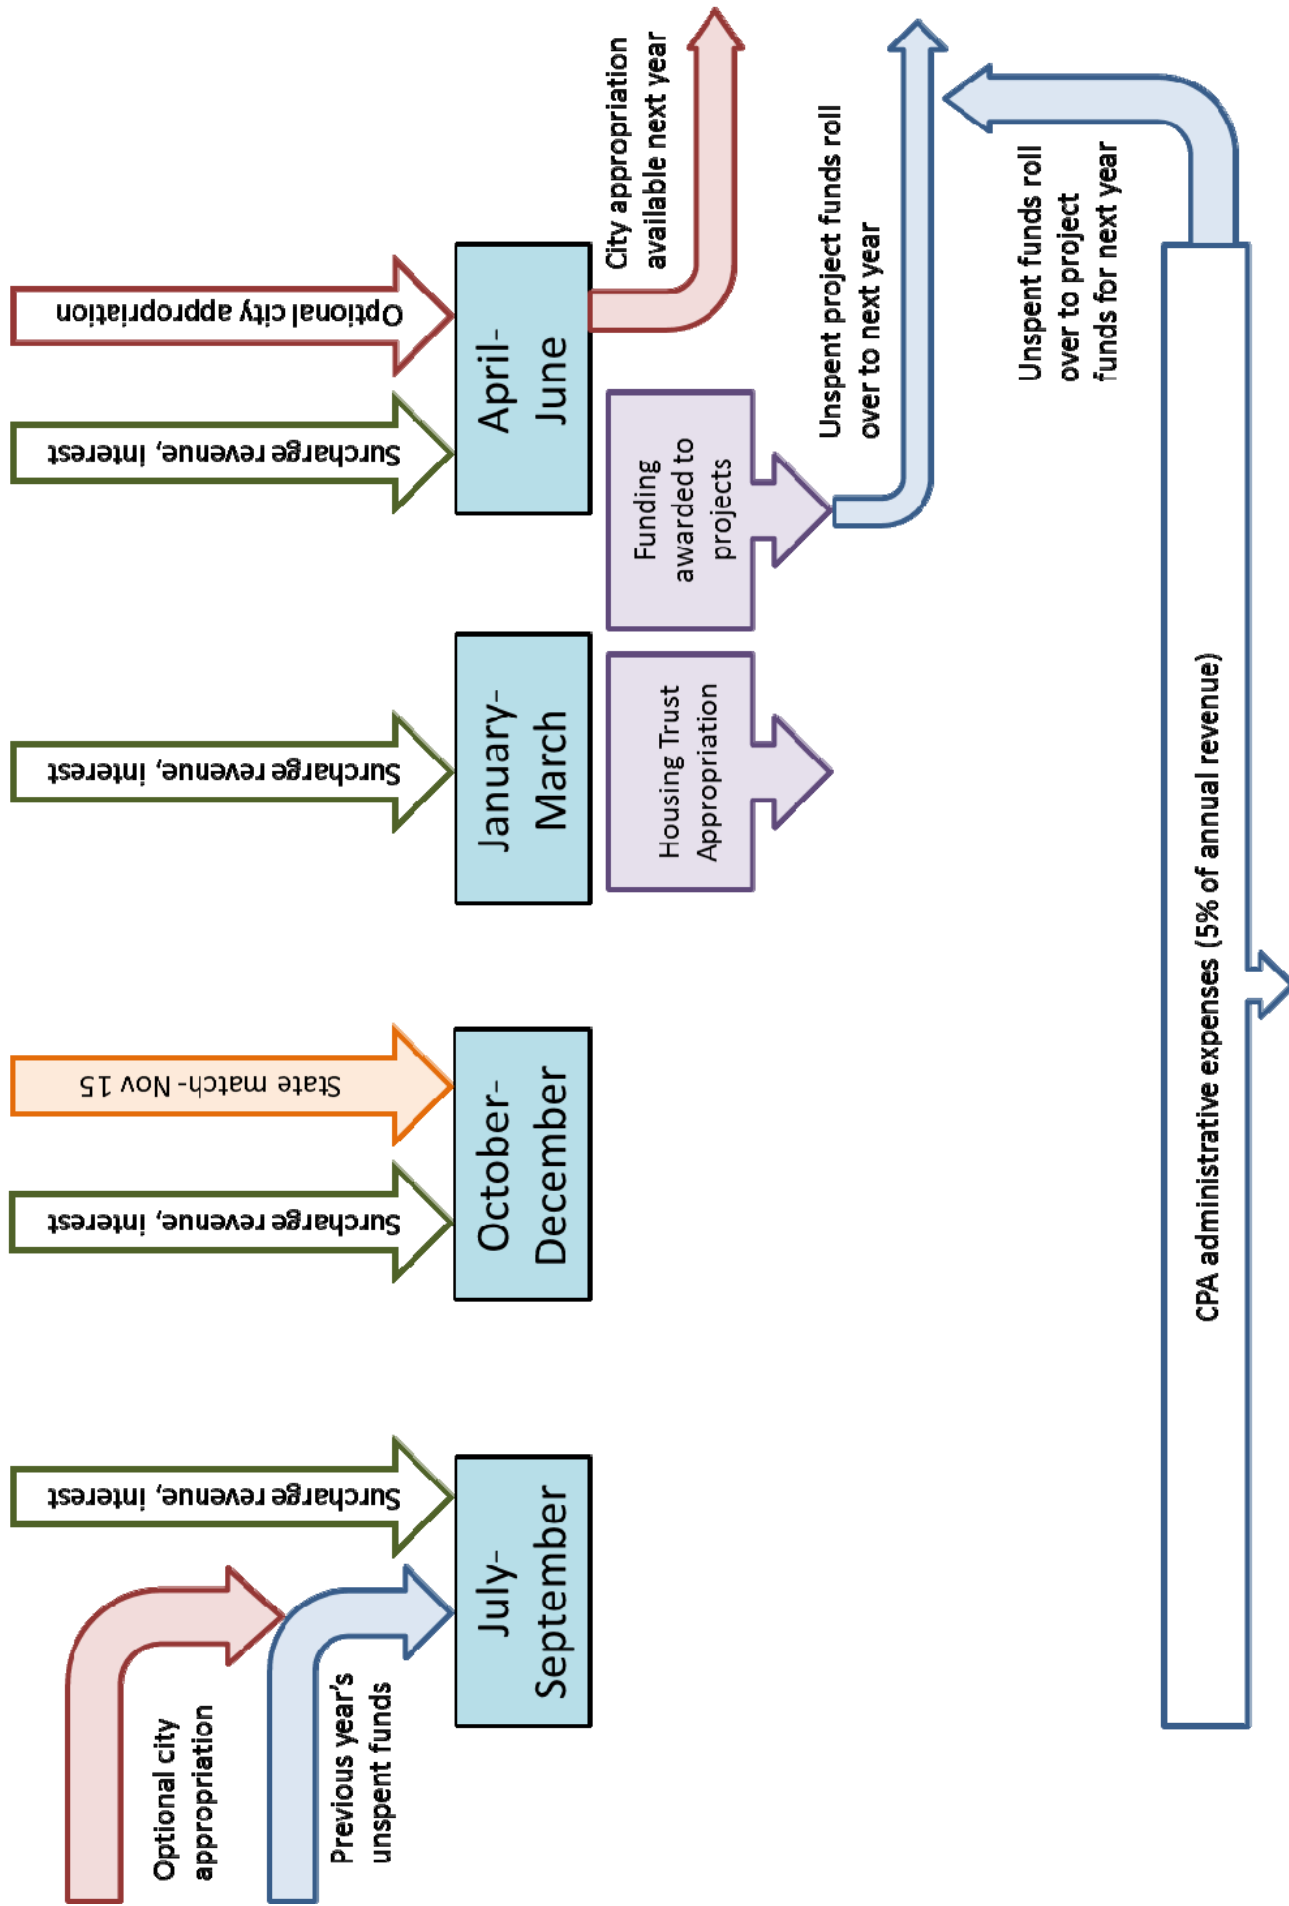 Optional city
appropriation
Previous year's
unspent funds
Surcharge revenue, interest
July-
September
Surcharge revenue, interest
State match- Nov 15
October-
December
Surcharge revenue, interest
January-
March
Surcharge revenue, interest
Optional city appropriation
April-
June
Housing Trust
Appropriation
Funding
awarded to
projects
City appropriation
available next year
Unspent project funds roll
over to next year
Unspent funds roll
over to project
funds for next year
CPA administrative expenses (5% of annual revenue)